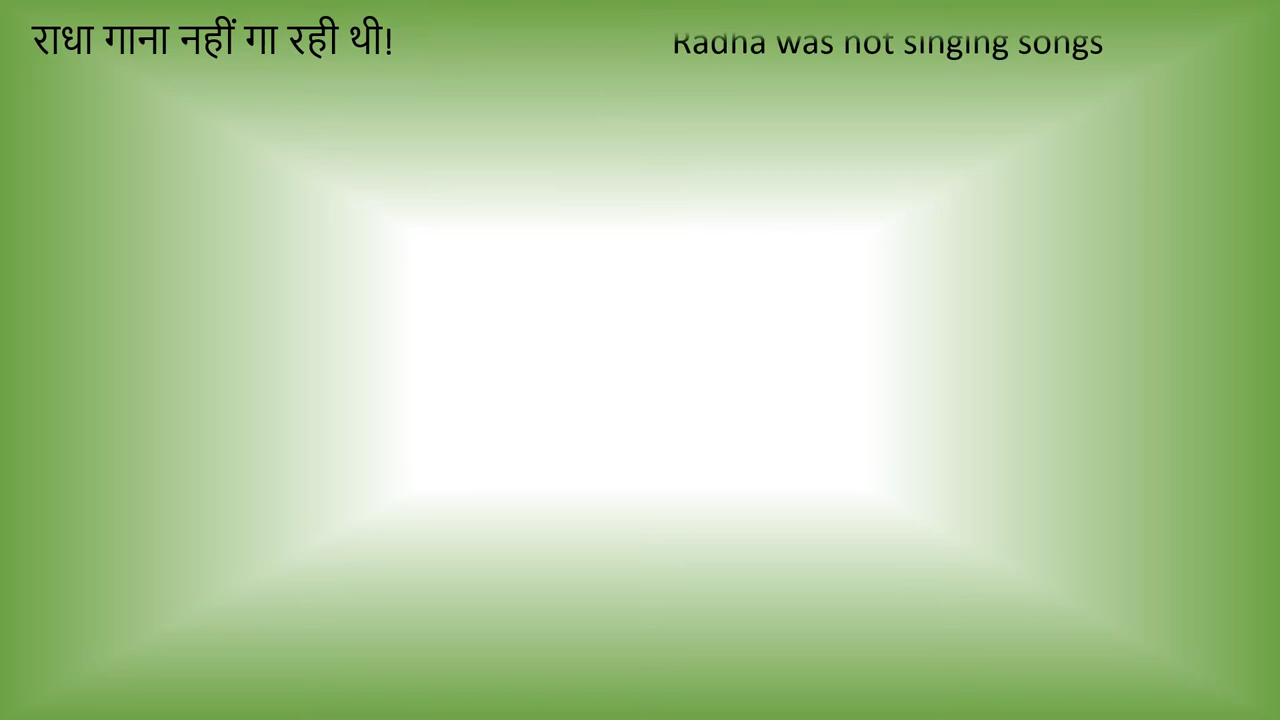 राधा गाना नहीं गा रही थी!
Radha was not singing songs